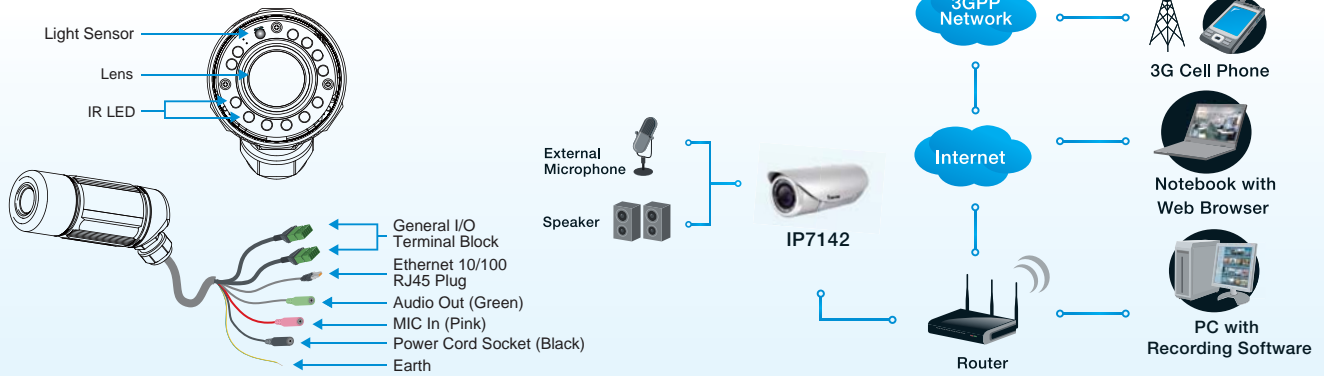 Light Sensor
Lens
IR LED
General I/O
Terminal Block
Ethernet 10/100
RJ45 Plug
Audio Out (Green)
MIC In (Pink)
Power Cord Socket (Black)
Earth
External
Microphone
Speaker
IP7142
3GPP
Network
Internet
Router
3G Cell Phone
Notebook with
Web Browser
PC with
Recording Software